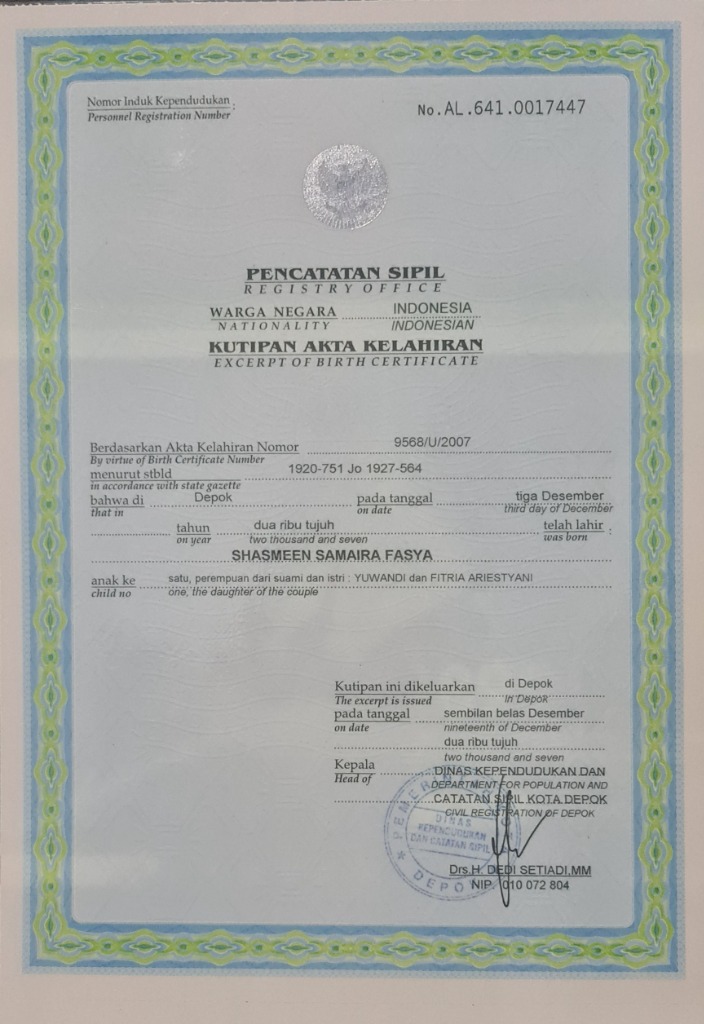 Nomor Induk Kependudukan :
Personnel Registration Number
No.AL.641.0017447
PENCATATAN SIPIL
REGISTRY OFFICE
WARGA NEGARA INDONESIA
NATIONALITY INDONESIAN
KUTIPAN AKTA KELAHIRAN
EXCERPT OF BIRTH CERTIFICATE
Berdasarkan Akta Kelahiran Nomor 9568/U/2007
By virtue of Birth Certificate Number
menurut stbld 1920-751 Jo 1927-564
in accordance with state gazette
bahwa di Depok pada tanggal tiga Desember
that in on date third day of December
tahun dua ribu tujuh telah lahir :
on year two thousand and seven was born
SHASMEEN SAMAIRA FASYA
anak ke satu, perempuan dari suami dan istri : YUWANDI dan FITRIA ARIESTYANI
child no one, the daughter of the couple
Kutipan ini dikeluarkan di Depok
The excerpt is issued in Depok
pada tanggal sembilan belas Desember
on date nineteenth of December
dua ribu tujuh
two thousand and seven
Kepala DINAS KEPENDUDUKAN DAN
Head of DEPARTMENT FOR POPULATION AND
CATATAN SIPIL KOTA DEPOK
CIVIL REGISTRATION OF DEPOK
DINAS
KEPENDUDUKAN
DAN CATATAN SIPIL
DEPOK
Drs.H. DEDI SETIADI,MM
NIP. 010 072 804